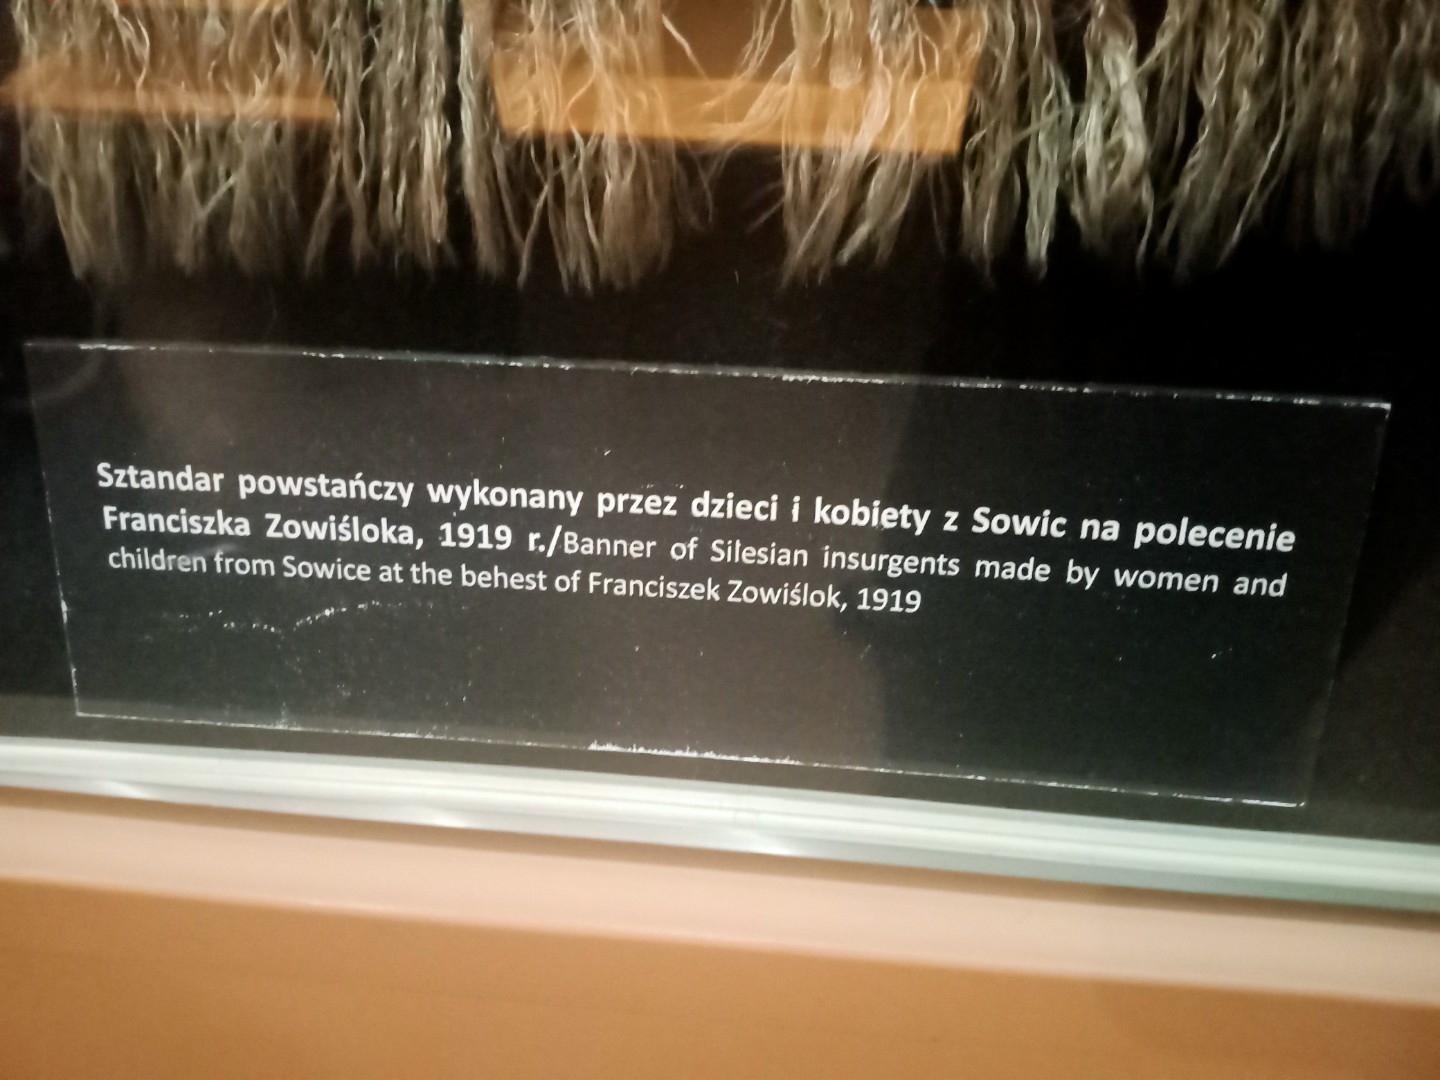 Sztandar powstańczy wykonany przez dzieci i kobiety z Sowic na polecenie
Franciszka Zowiśloka, 1919 r./Banner of Silesian insurgents made by women and
children from Sowice at the behest of Franciszek Zowiślok, 1919